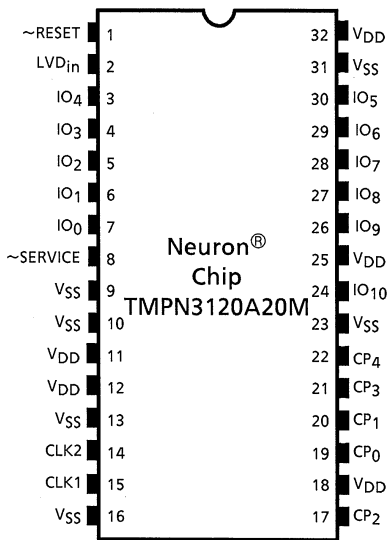 ~RESET 1 32 VDD
LVDin 2 31 VSS
IO4 3 30 IO5
IO3 4 29 IO6
IO2 5 28 IO7
IO1 6 27 IO8
IO0 7 26 IO9
~SERVICE 8 25 VDD
VSS 9 24 IO10
VSS 10 23 VSS
VDD 11 22 CP4
VDD 12 21 CP3
VSS 13 20 CP1
CLK2 14 19 CP0
CLK1 15 18 VDD
VSS 16 17 CP2
Neuron®
Chip
TMPN3120A20M